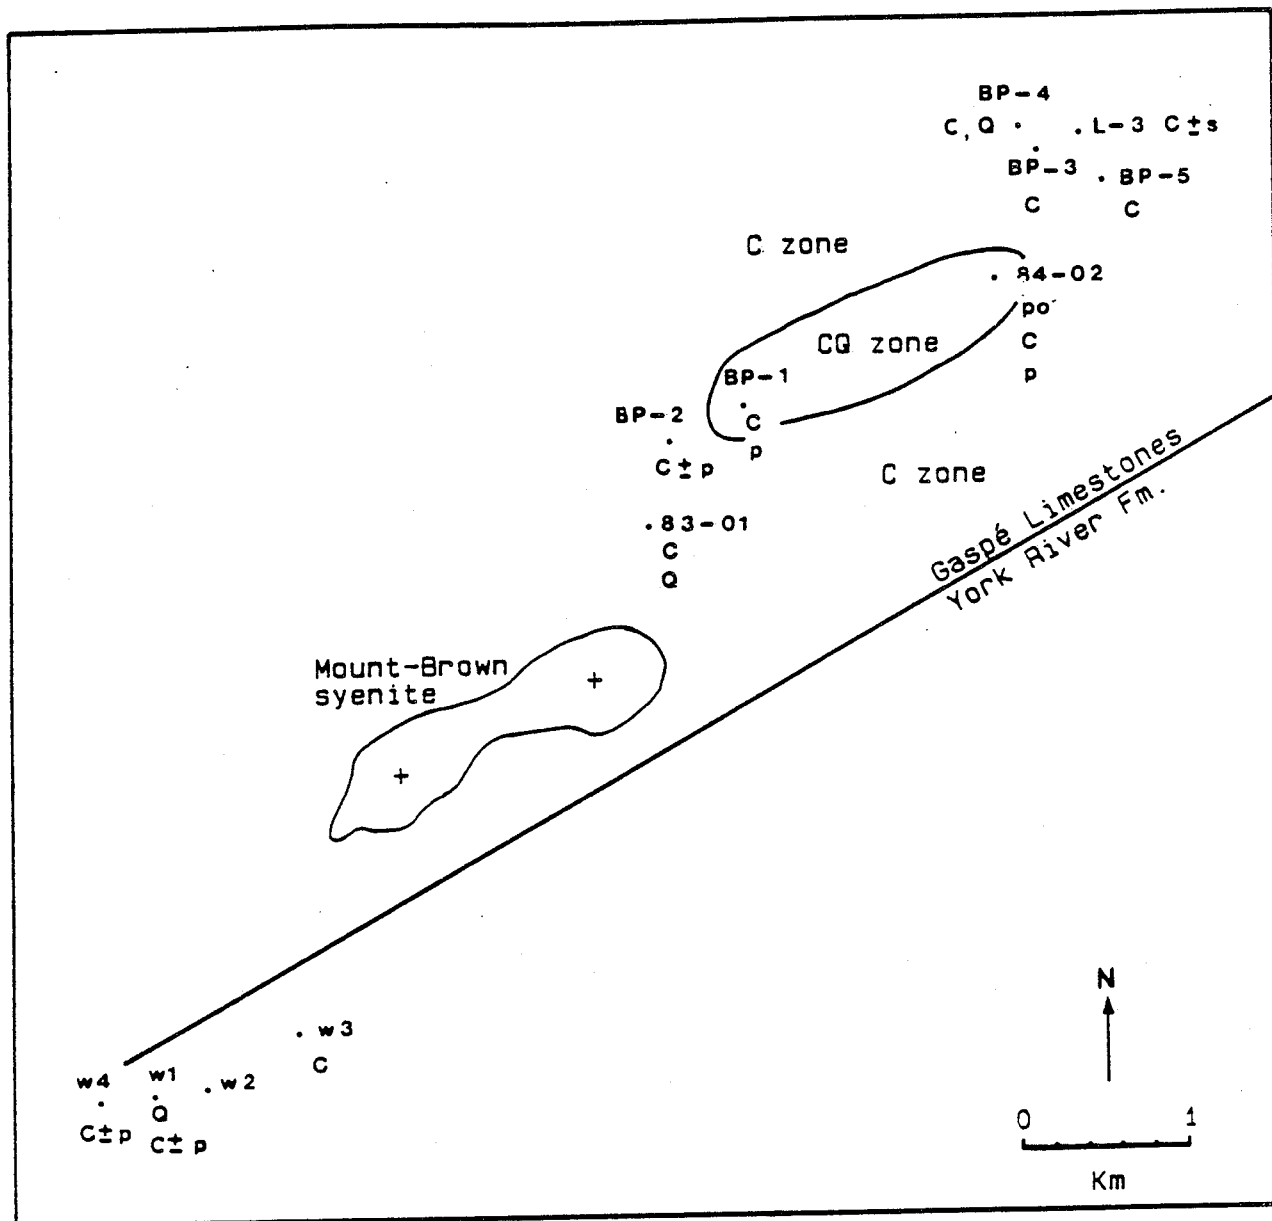 BP-4
C, Q
L-3 C±s
BP-3
BP-5
C
C
C zone
84-02
po
C
p
CQ zone
BP-1
C
p
BP-2
C±p
C zone
83-01
C
Q
Gaspé Limestones
York River Fm.
Mount-Brown
syenite
w3
C
w4
C±p
w1
Q
C±p
w2
N
0 1
Km